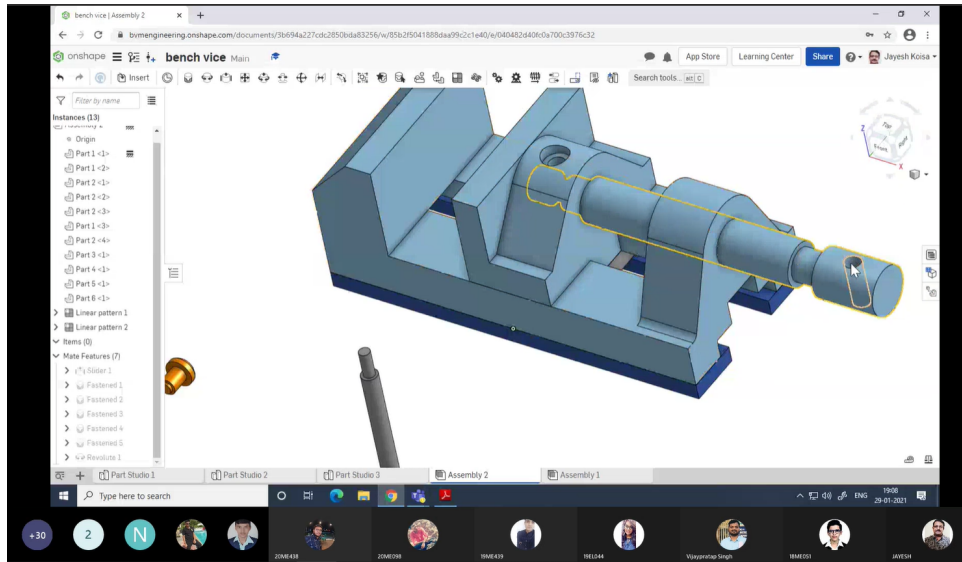 bench vice | Assembly 2
bvmengineering.onshape.com/documents/3b694a227cdc2850bda83256/w/85b2f5041888daa99c2c1e40/e/040482d40fc0a700c3976c32
onshape bench vice Main App Store Learning Center Share Jayesh Koisa
Insert Search tools... alt C
Filter by name
Instances (13)
Assembly 2
Origin
Part 1 <1>
Part 1 <2>
Part 2 <1>
Part 2 <2>
Part 2 <3>
Part 1 <3>
Part 2 <4>
Part 3 <1>
Part 4 <1>
Part 5 <1>
Part 6 <1>
Linear pattern 1
Linear pattern 2
Items (0)
Mate Features (7)
Slider 1
Fastened 1
Fastened 2
Fastened 3
Fastened 4
Fastened 5
Revolute 1
Z
Top
Front
Right
X
Part Studio 1 Part Studio 2 Part Studio 3 Assembly 2 Assembly 1
Type here to search ENG 19:08
29-01-2021
+30 2 N
20ME438 20ME098 19ME439 19EL044 Vijaypratap Singh 18ME051 JAYESH